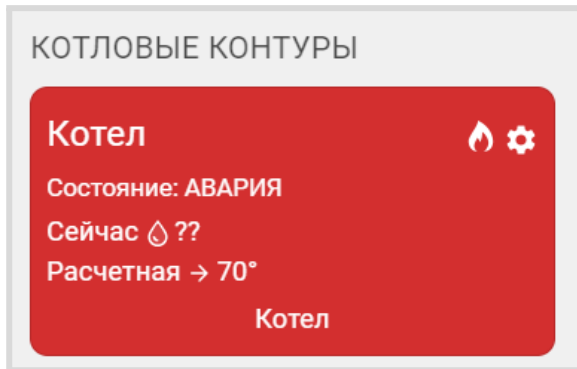 КОТЛОВЫЕ КОНТУРЫ
Котел
Состояние: АВАРИЯ
Сейчас ??
Расчетная → 70°
Котел